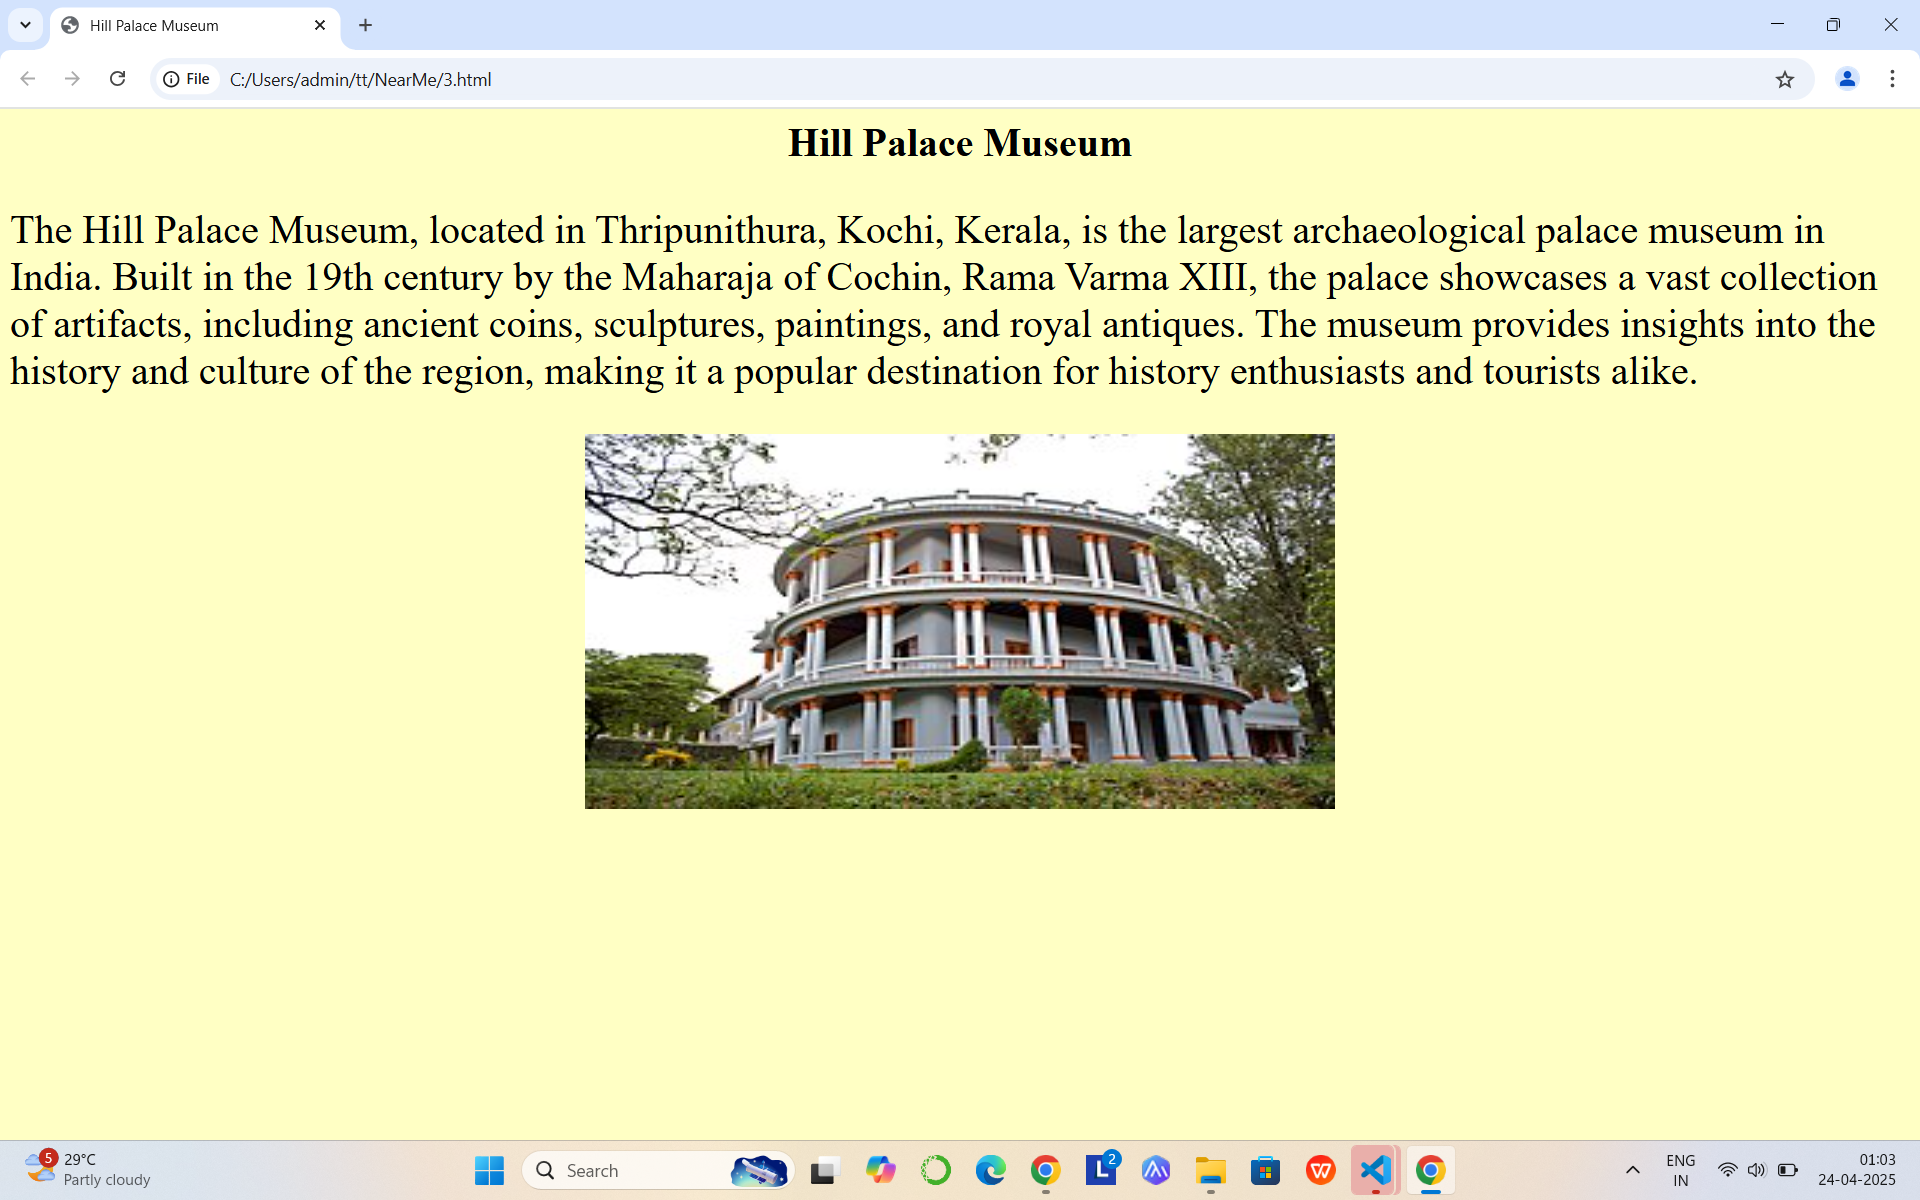 Hill Palace Museum
File C:/Users/admin/tt/NearMe/3.html
Hill Palace Museum
The Hill Palace Museum, located in Thripunithura, Kochi, Kerala, is the largest archaeological palace museum in
India. Built in the 19th century by the Maharaja of Cochin, Rama Varma XIII, the palace showcases a vast collection
of artifacts, including ancient coins, sculptures, paintings, and royal antiques. The museum provides insights into the
history and culture of the region, making it a popular destination for history enthusiasts and tourists alike.
5 29°C
Partly cloudy
Search
L 2
W
ENG
IN
01:03
24-04-2025